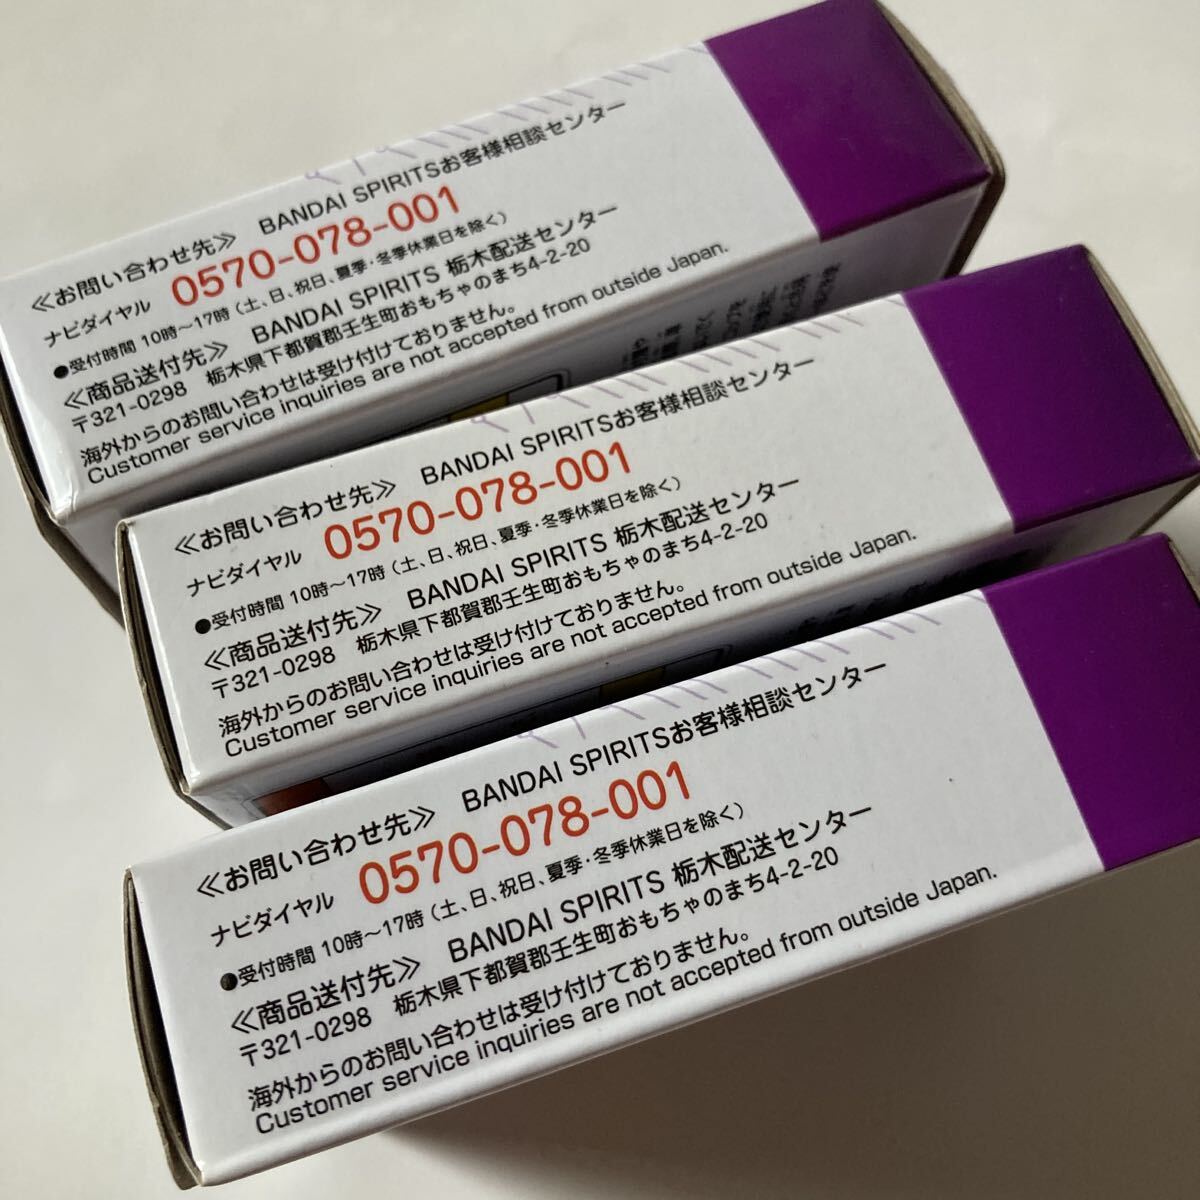 ≪お問い合わせ先≫ BANDAI SPIRITSお客様相談センター
ナビダイヤル 0570-078-001
●受付時間 10時～17時（土、日、祝日、夏季・冬季休業日を除く）
≪商品送付先≫ BANDAI SPIRITS 栃木配送センター
〒321-0298 栃木県下都賀郡壬生町おもちゃのまち4-2-20
海外からのお問い合わせは受け付けておりません。
Customer service inquiries are not accepted from outside Japan.
≪お問い合わせ先≫ BANDAI SPIRITSお客様相談センター
ナビダイヤル 0570-078-001
●受付時間 10時～17時（土、日、祝日、夏季・冬季休業日を除く）
≪商品送付先≫ BANDAI SPIRITS 栃木配送センター
〒321-0298 栃木県下都賀郡壬生町おもちゃのまち4-2-20
海外からのお問い合わせは受け付けておりません。
Customer service inquiries are not accepted from outside Japan.
≪お問い合わせ先≫ BANDAI SPIRITSお客様相談センター
ナビダイヤル 0570-078-001
●受付時間 10時～17時（土、日、祝日、夏季・冬季休業日を除く）
≪商品送付先≫ BANDAI SPIRITS 栃木配送センター
〒321-0298 栃木県下都賀郡壬生町おもちゃのまち4-2-20
海外からのお問い合わせは受け付けておりません。
Customer service inquiries are not accepted from outside Japan.